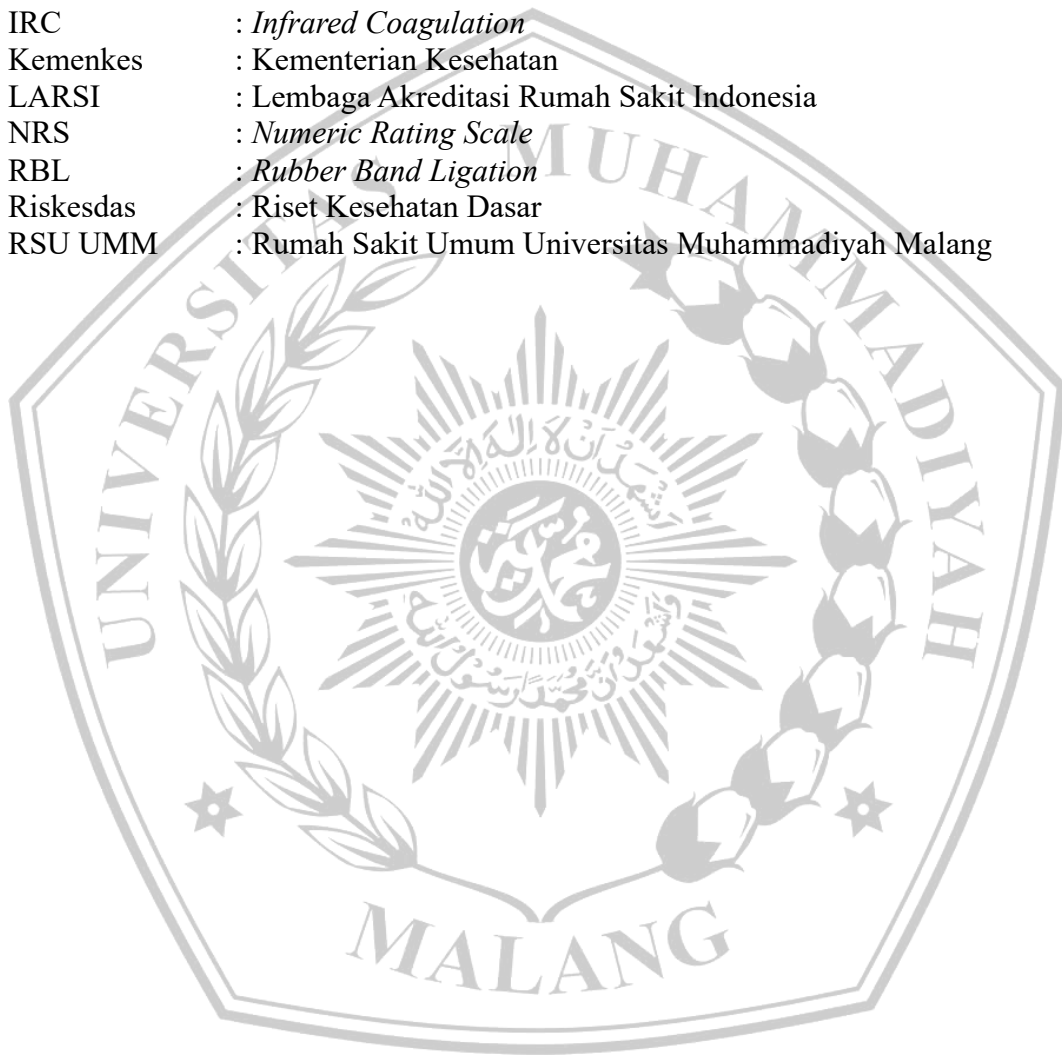 IRC : Infrared Coagulation
Kemenkes : Kementerian Kesehatan
LARSI : Lembaga Akreditasi Rumah Sakit Indonesia
NRS : Numeric Rating Scale
RBL : Rubber Band Ligation
Riskesdas : Riset Kesehatan Dasar
RSU UMM : Rumah Sakit Umum Universitas Muhammadiyah Malang
UNIVERSITAS MUHAMMADIYAH
MALANG